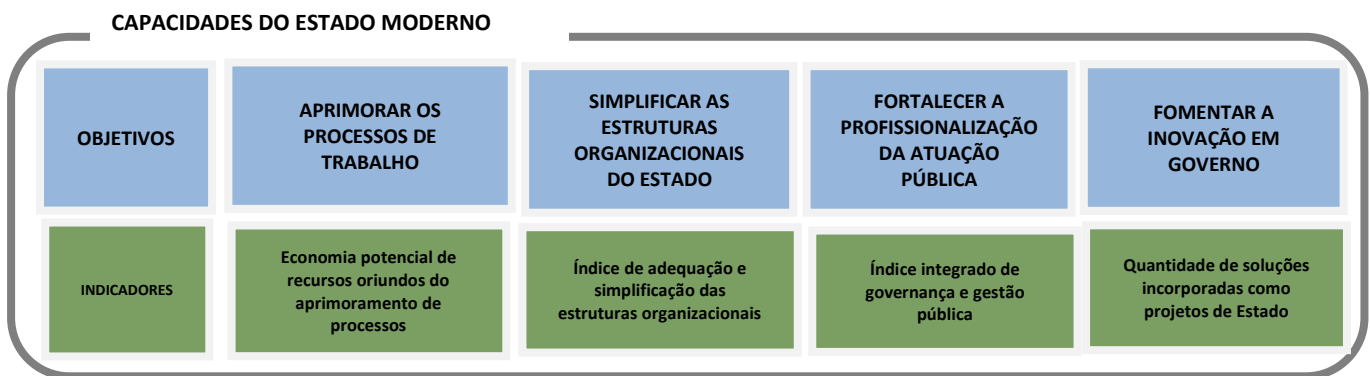 CAPACIDADES DO ESTADO MODERNO
OBJETIVOS
APRIMORAR OS
PROCESSOS DE
TRABALHO
SIMPLIFICAR AS
ESTRUTURAS
ORGANIZACIONAIS
DO ESTADO
FORTALECER A
PROFISSIONALIZAÇÃO
DA ATUAÇÃO
PÚBLICA
FOMENTAR A
INOVAÇÃO EM
GOVERNO
INDICADORES
Economia potencial de
recursos oriundos do
aprimoramento de
processos
Índice de adequação e
simplificação das
estruturas organizacionais
Índice integrado de
governança e gestão
pública
Quantidade de soluções
incorporadas como
projetos de Estado